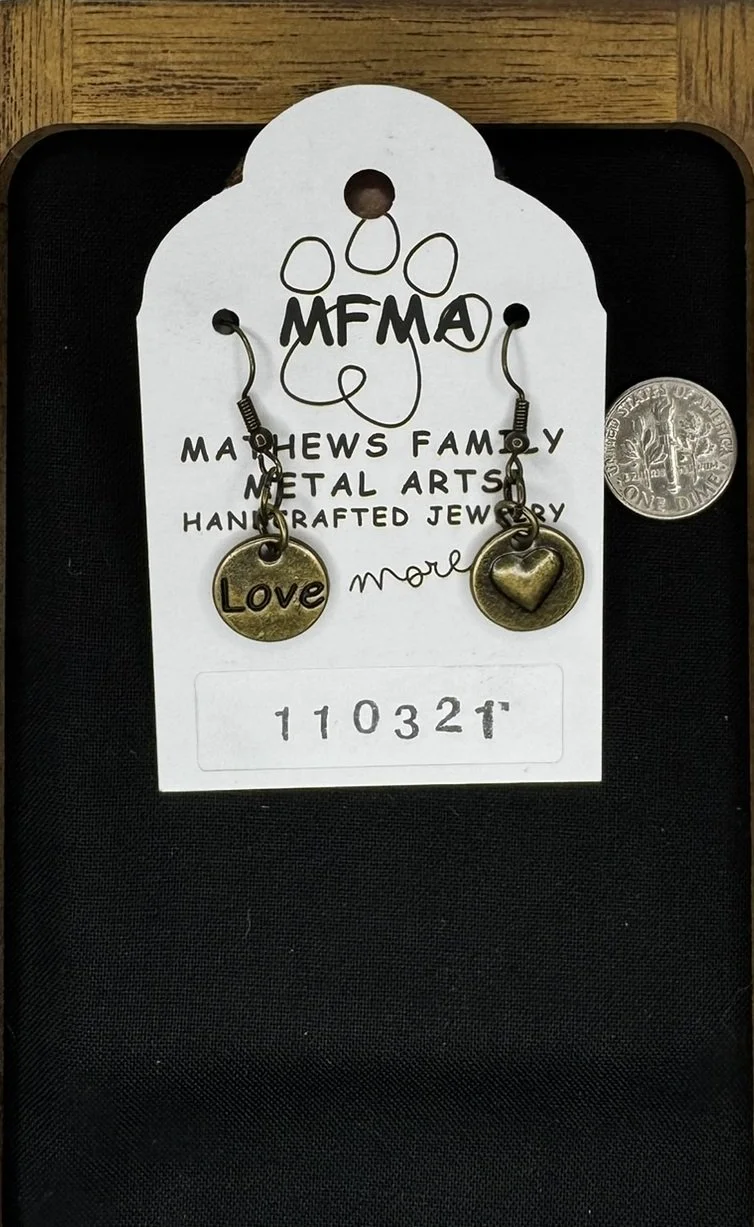 MFMA
MATHEWS FAMILY
METAL ARTS
HANDCRAFTED JEWELRY
more
Love
110321
UNITED STATES OF AMERICA
ONE DIME